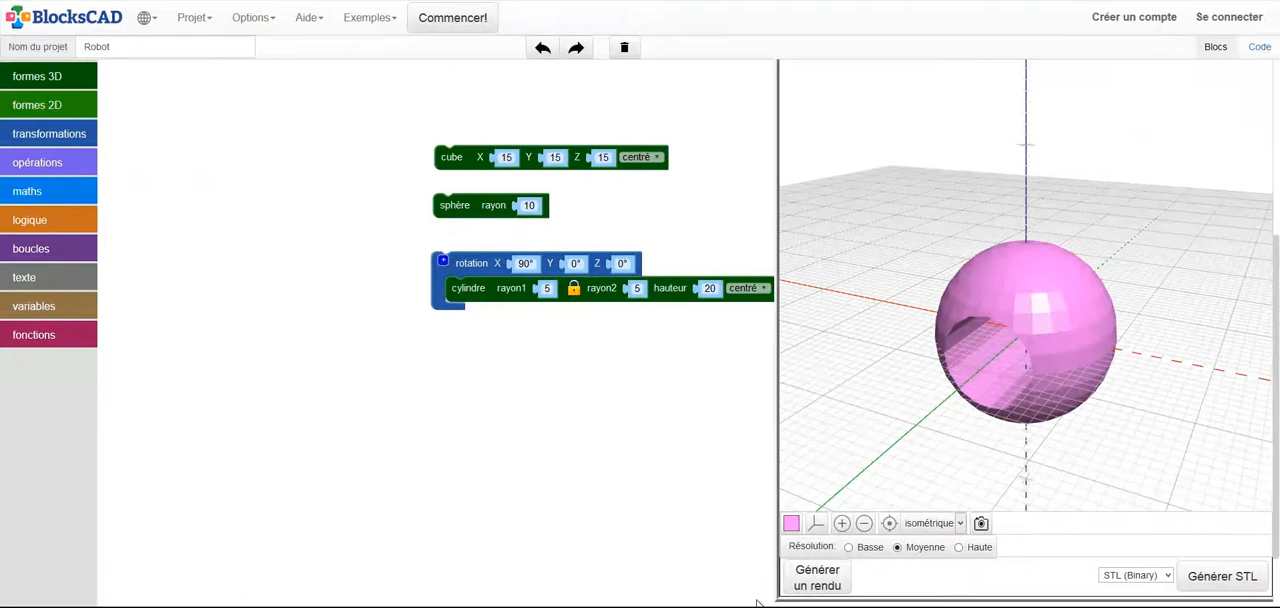 BlocksCAD Projet Options Aide Exemples Commencer! Créer un compte Se connecter
Nom du projet Robot Blocs Code
formes 3D
formes 2D
transformations
opérations
maths
logique
boucles
texte
variables
fonctions
cube X 15 Y 15 Z 15 centré
sphère rayon 10
+ rotation X 90° Y 0° Z 0°
cylindre rayon1 5 rayon2 5 hauteur 20 centré
isométrique
Résolution: Basse Moyenne Haute
Générer
un rendu
STL (Binary) Générer STL